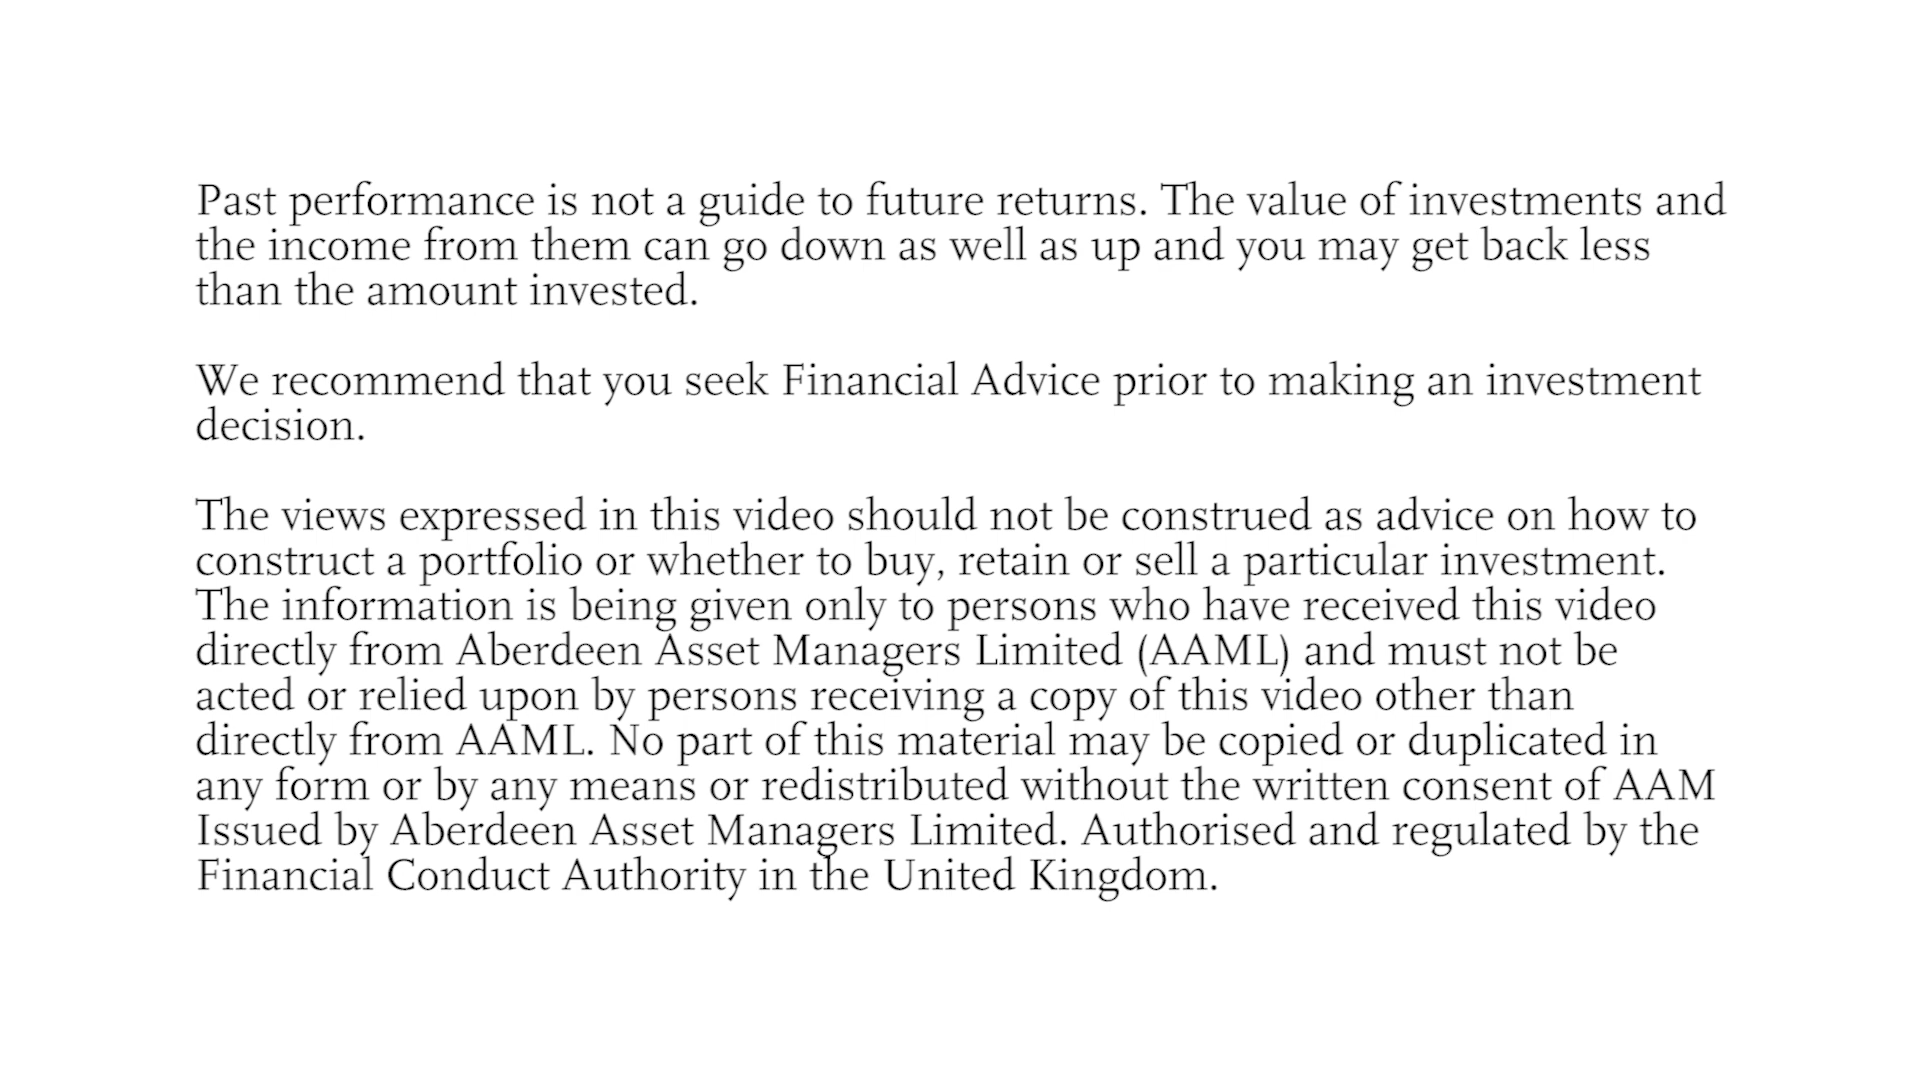 Past performance is not a guide to future returns. The value of investments and
the income from them can go down as well as up and you may get back less
than the amount invested.
We recommend that you seek Financial Advice prior to making an investment
decision.
The views expressed in this video should not be construed as advice on how to
construct a portfolio or whether to buy, retain or sell a particular investment.
The information is being given only to persons who have received this video
directly from Aberdeen Asset Managers Limited (AAML) and must not be
acted or relied upon by persons receiving a copy of this video other than
directly from AAML. No part of this material may be copied or duplicated in
any form or by any means or redistributed without the written consent of AAM
Issued by Aberdeen Asset Managers Limited. Authorised and regulated by the
Financial Conduct Authority in the United Kingdom.